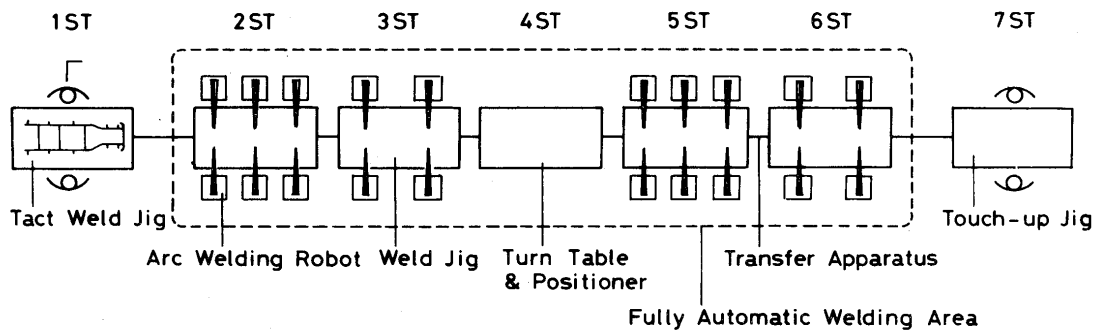 1ST 2ST 3ST 4ST 5ST 6ST 7ST
Tact Weld Jig
Touch-up Jig
Arc Welding Robot
Weld Jig
Turn Table
& Positioner
Transfer Apparatus
Fully Automatic Welding Area